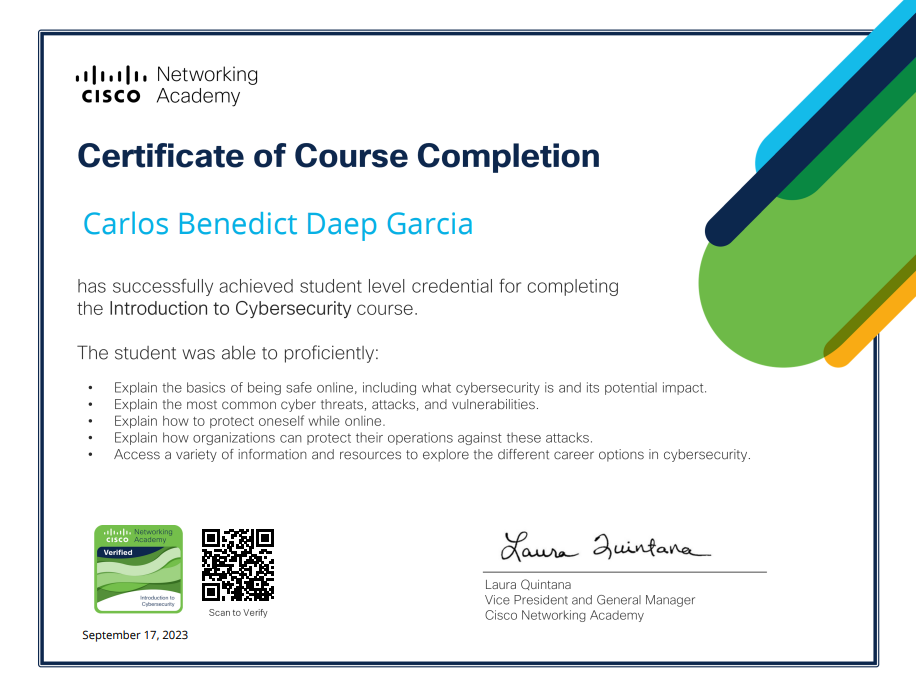 Networking
CISCO Academy
Certificate of Course Completion
Carlos Benedict Daep Garcia
has successfully achieved student level credential for completing
the Introduction to Cybersecurity course.
The student was able to proficiently:
• Explain the basics of being safe online, including what cybersecurity is and its potential impact.
• Explain the most common cyber threats, attacks, and vulnerabilities.
• Explain how to protect oneself while online.
• Explain how organizations can protect their operations against these attacks.
• Access a variety of information and resources to explore the different career options in cybersecurity.
Networking
CISCO Academy
Verified
Introduction to
Cybersecurity
Scan to Verify
September 17, 2023
Laura Quintana
Laura Quintana
Vice President and General Manager
Cisco Networking Academy